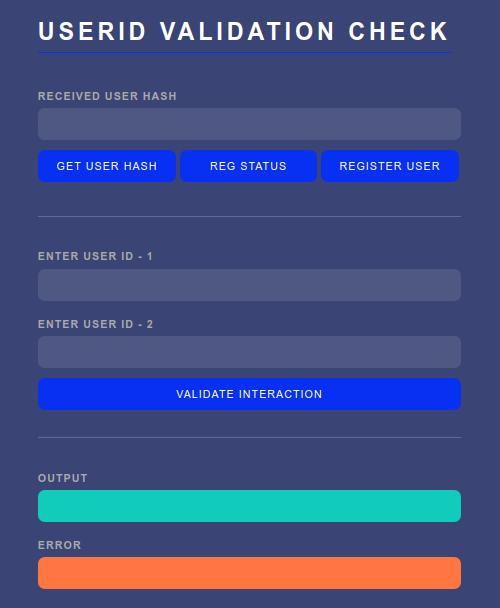 USERID VALIDATION CHECK
RECEIVED USER HASH
GET USER HASH REG STATUS REGISTER USER
ENTER USER ID - 1
ENTER USER ID - 2
VALIDATE INTERACTION
OUTPUT
ERROR